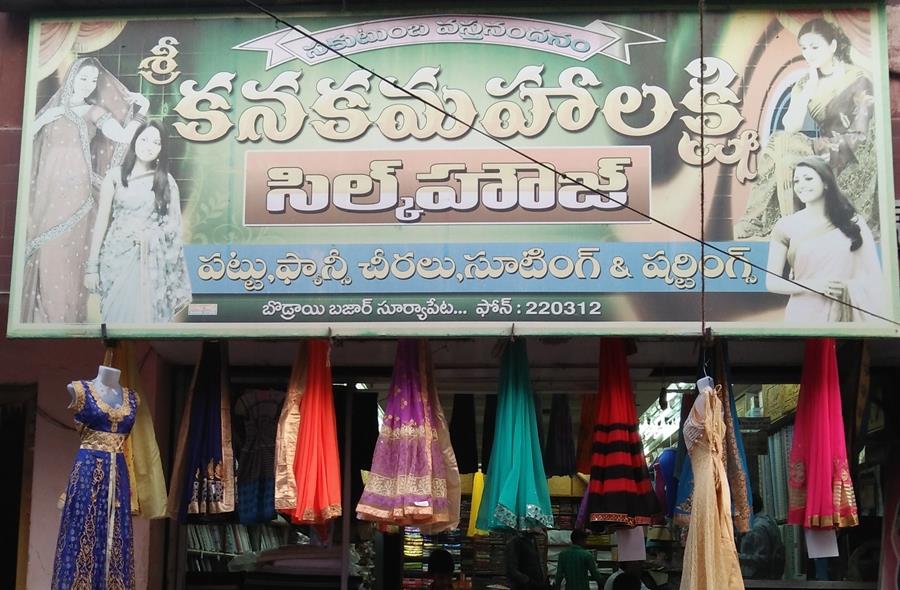 సకుటుంబ వస్త్రనందనం
శ్రీ
కనకమహాలక్ష్మి
సిల్క్‌హౌజ్
పట్టు,ఫ్యాన్సీ చీరలు,సూటింగ్ & షర్టింగ్స్
బొడ్రాయి బజార్ సూర్యాపేట... ఫోన్ : 220312